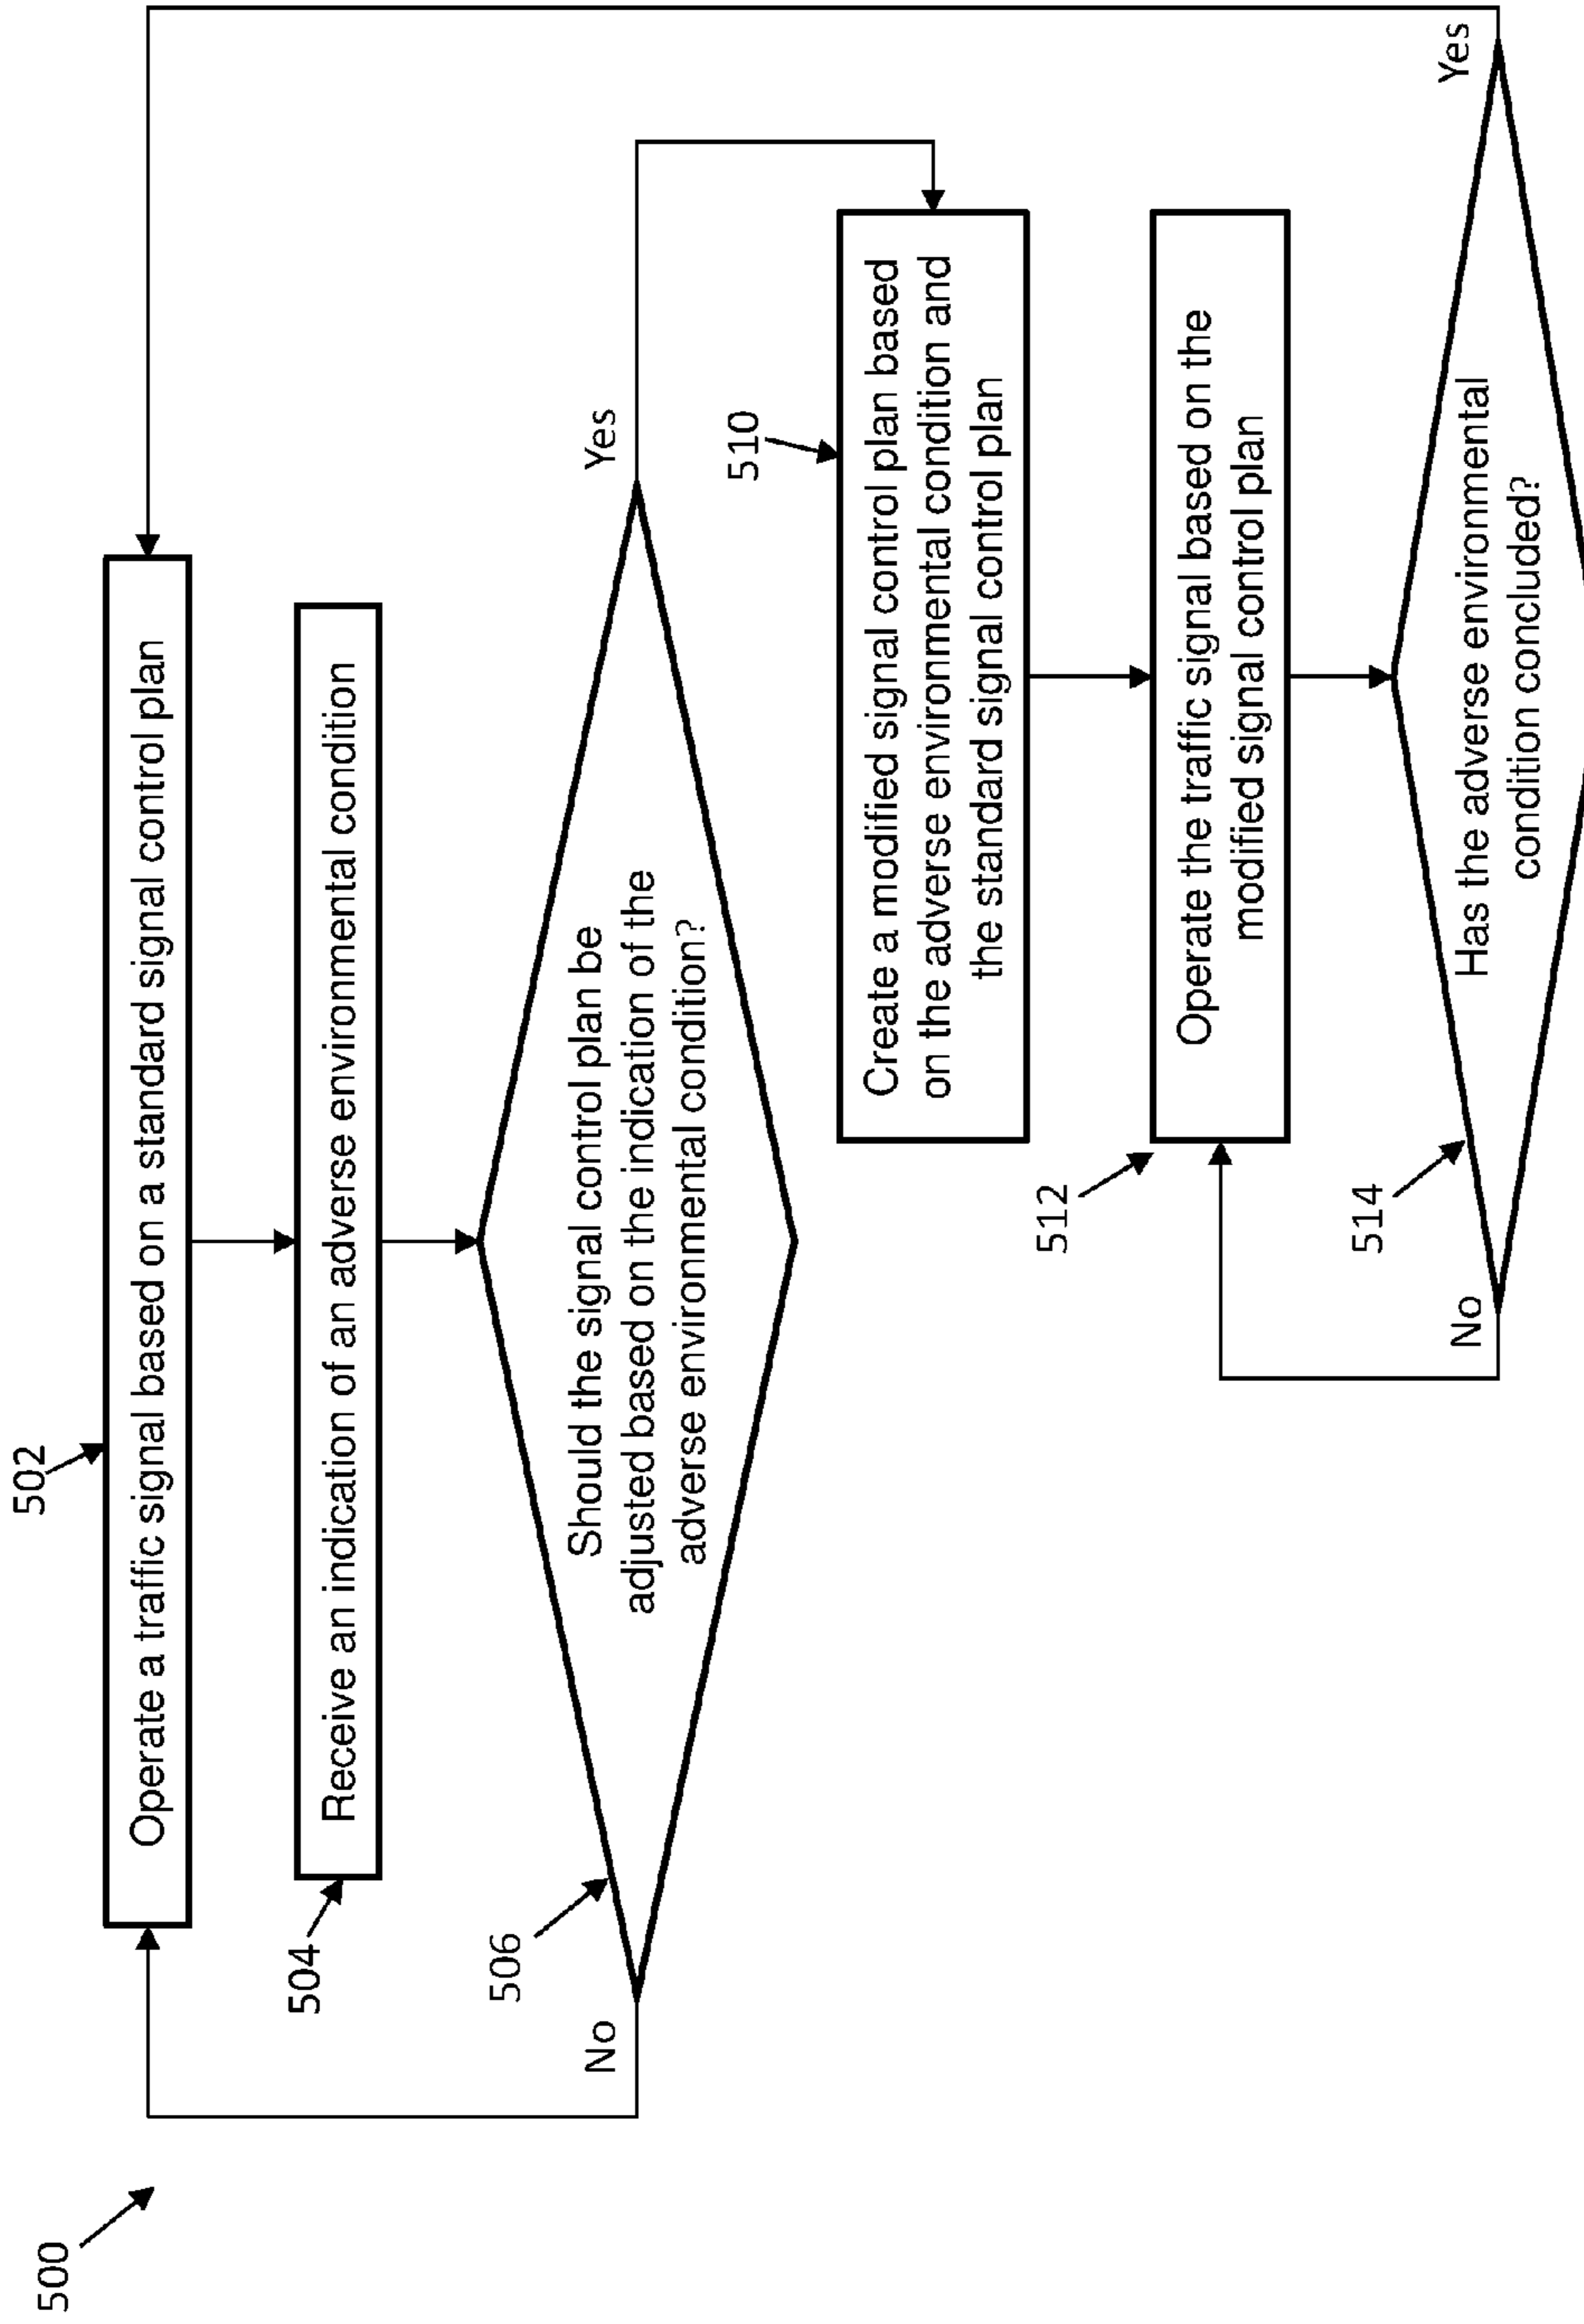 500
502
Operate a traffic signal based on a standard signal control plan
504
Receive an indication of an adverse environmental condition
506
Should the signal control plan be
adjusted based on the indication of the
adverse environmental condition?
No
Yes
510
Create a modified signal control plan based
on the adverse environmental condition and
the standard signal control plan
512
Operate the traffic signal based on the
modified signal control plan
514
Has the adverse environmental
condition concluded?
No
Yes